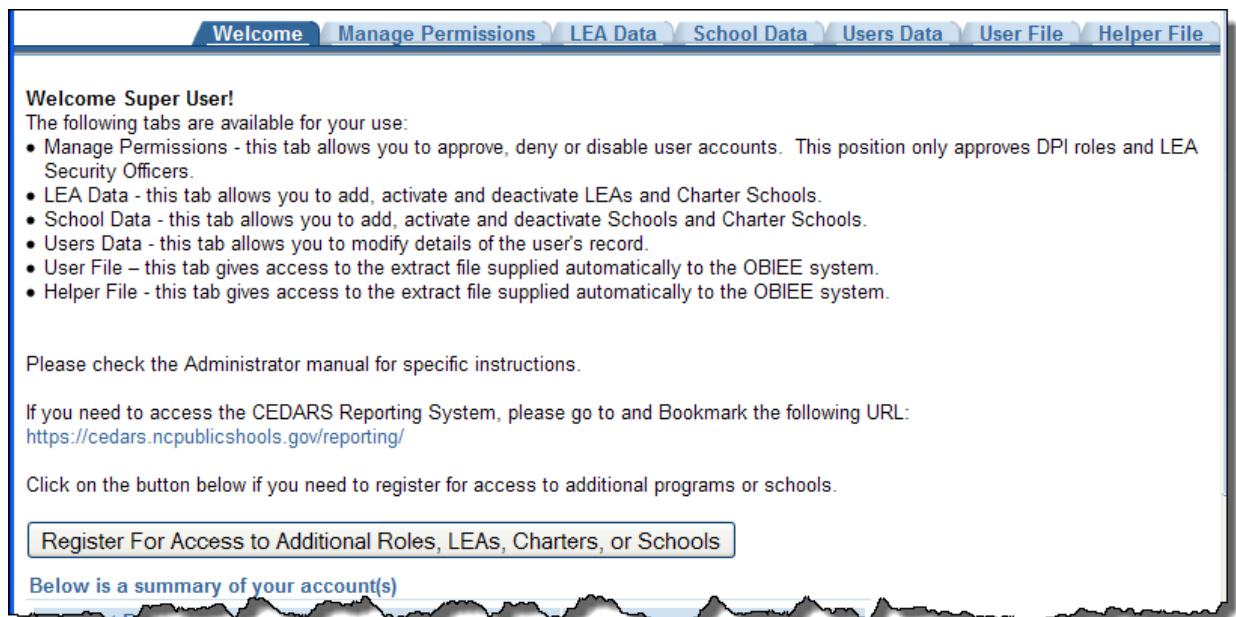 Welcome Manage Permissions LEA Data School Data Users Data User File Helper File
Welcome Super User!
The following tabs are available for your use:
• Manage Permissions - this tab allows you to approve, deny or disable user accounts. This position only approves DPI roles and LEA
Security Officers.
• LEA Data - this tab allows you to add, activate and deactivate LEAs and Charter Schools.
• School Data - this tab allows you to add, activate and deactivate Schools and Charter Schools.
• Users Data - this tab allows you to modify details of the user's record.
• User File – this tab gives access to the extract file supplied automatically to the OBIEE system.
• Helper File - this tab gives access to the extract file supplied automatically to the OBIEE system.
Please check the Administrator manual for specific instructions.
If you need to access the CEDARS Reporting System, please go to and Bookmark the following URL:
https://cedars.ncpublicshools.gov/reporting/
Click on the button below if you need to register for access to additional programs or schools.
Register For Access to Additional Roles, LEAs, Charters, or Schools
Below is a summary of your account(s)